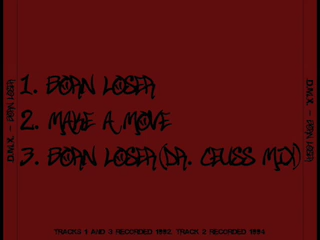 1. BORN LOSER
2. MAKE A MOVE
3. BORN LOSER (DR. CEUSS MIX)
TRACKS 1 AND 3 RECORDED 1992, TRACK 2 RECORDED 1994